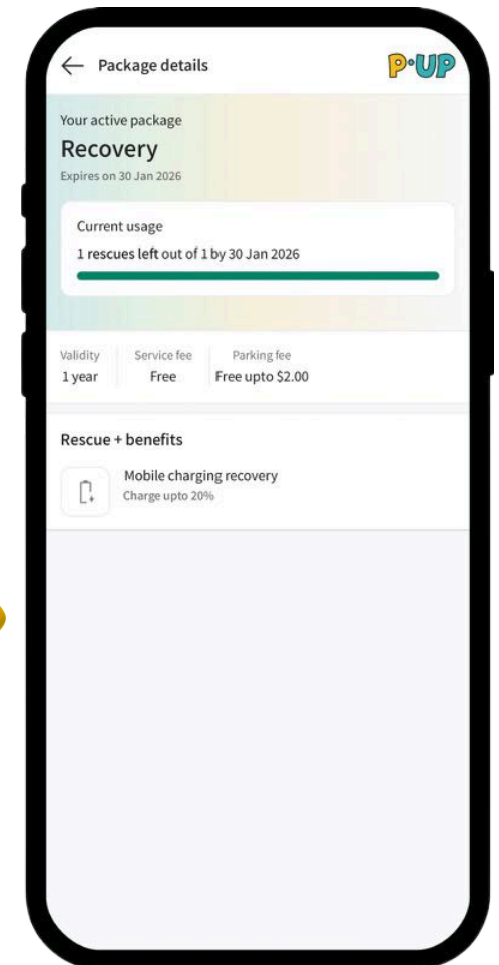 Package details
P·UP
Your active package
Recovery
Expires on 30 Jan 2026
Current usage
1 rescues left out of 1 by 30 Jan 2026
Validity Service fee Parking fee
1 year Free Free upto $2.00
Rescue + benefits
Mobile charging recovery
Charge upto 20%